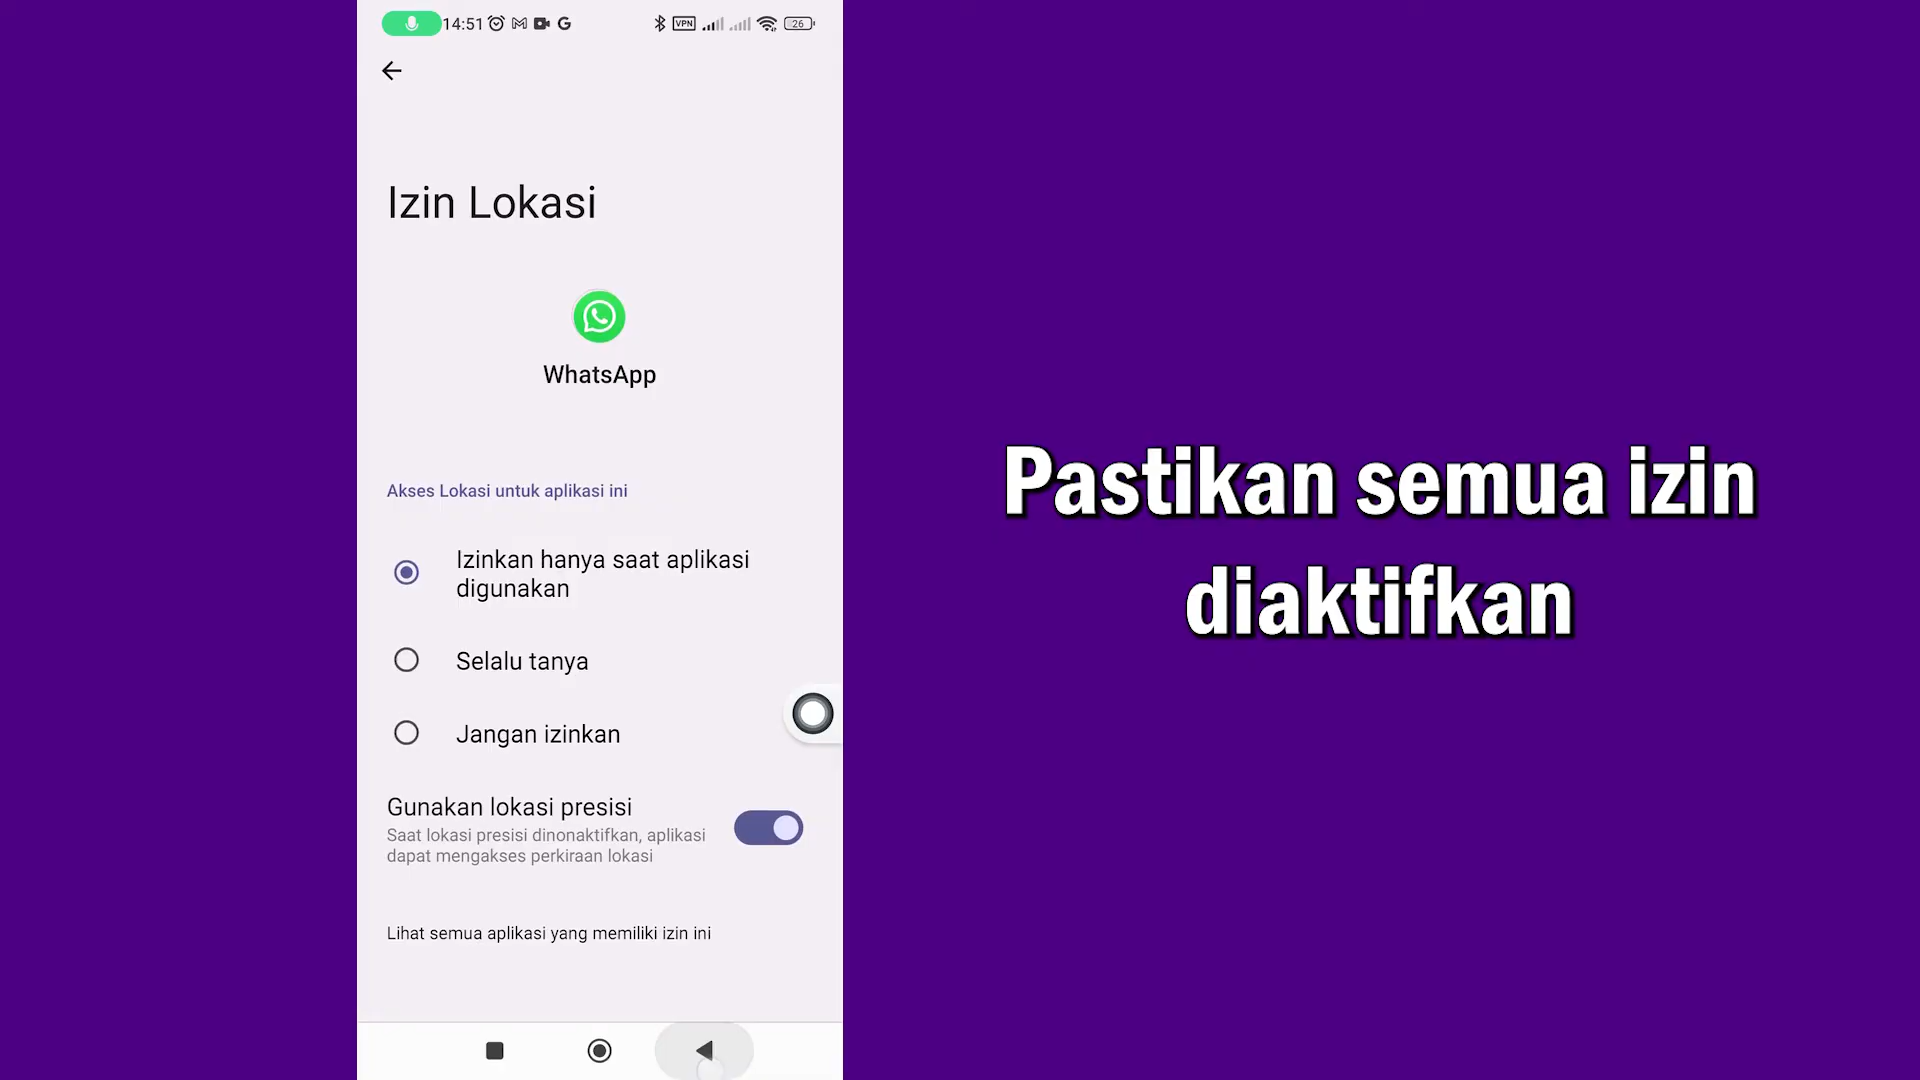 14:51
VPN
26
Izin Lokasi
WhatsApp
Akses Lokasi untuk aplikasi ini
Izinkan hanya saat aplikasi
digunakan
Selalu tanya
Jangan izinkan
Gunakan lokasi presisi
Saat lokasi presisi dinonaktifkan, aplikasi
dapat mengakses perkiraan lokasi
Lihat semua aplikasi yang memiliki izin ini
Pastikan semua izin
diaktifkan